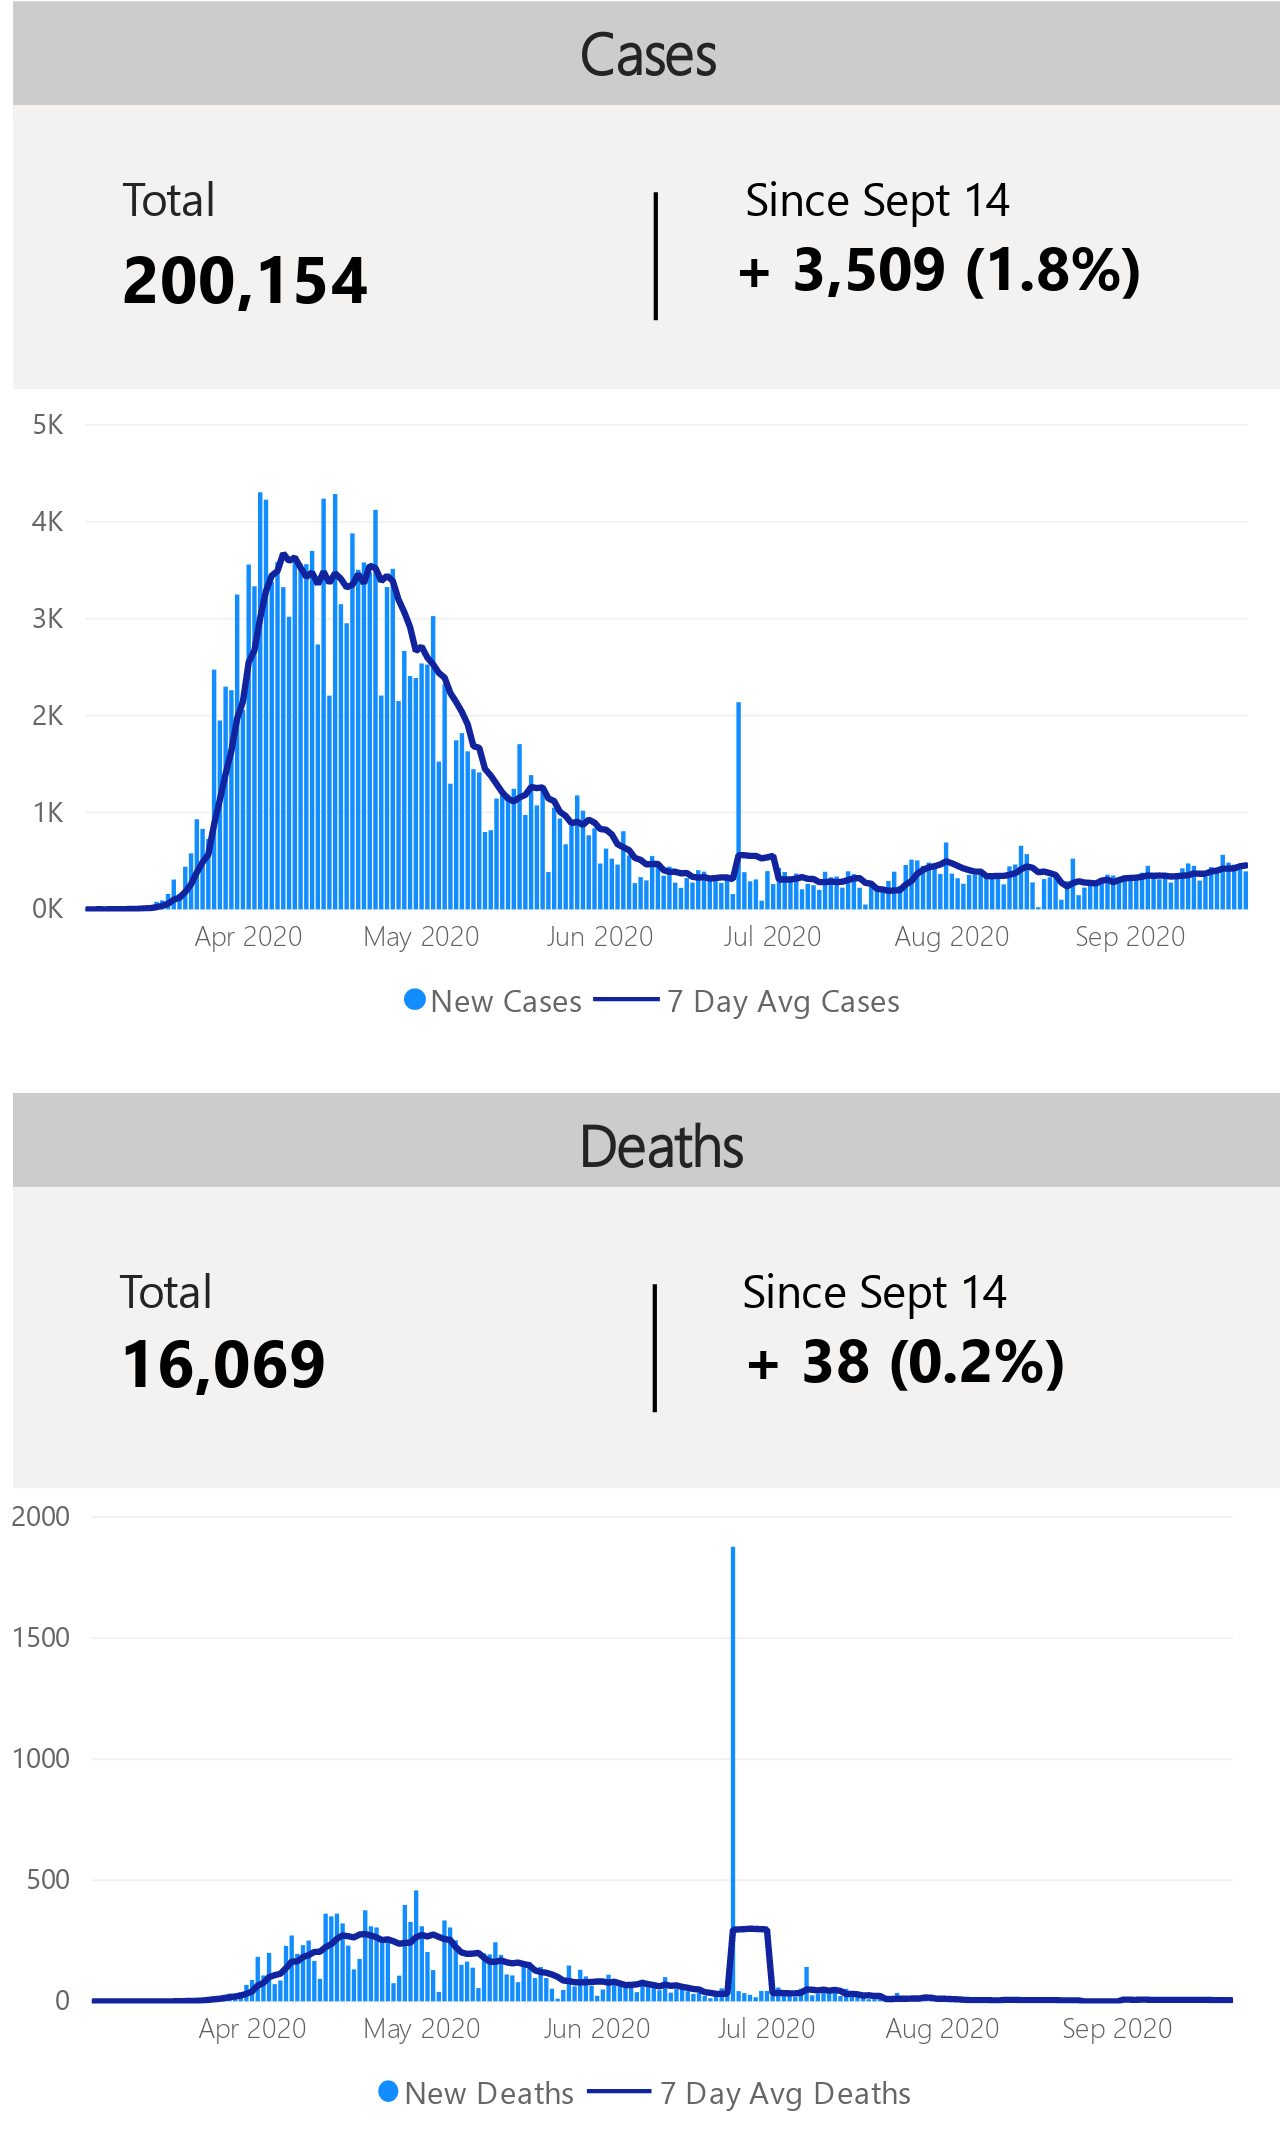 Cases
Total
Since Sept 14
200,154
+ 3,509 (1.8%)
5K
4K
3K
2K
1K
0K
Apr 2020 May 2020 Jun 2020 Jul 2020 Aug 2020 Sep 2020
New Cases 7 Day Avg Cases
Deaths
Total
Since Sept 14
16,069
+ 38 (0.2%)
2000
1500
1000
500
0
Apr 2020 May 2020 Jun 2020 Jul 2020 Aug 2020 Sep 2020
New Deaths 7 Day Avg Deaths